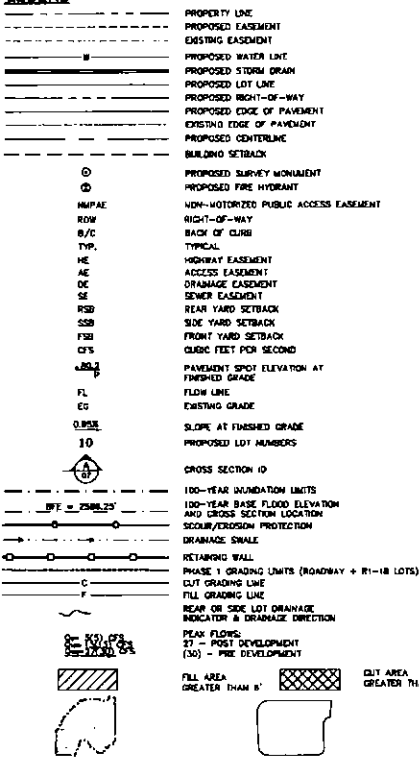 PROPERTY LINE
PROPOSED EASEMENT
EXISTING EASEMENT
W PROPOSED WATER LINE
PROPOSED STORM DRAIN
PROPOSED LOT LINE
PROPOSED RIGHT-OF-WAY
PROPOSED EDGE OF PAVEMENT
EXISTING EDGE OF PAVEMENT
PROPOSED CENTERLINE
BUILDING SETBACK
PROPOSED SURVEY MONUMENT
PROPOSED FIRE HYDRANT
NMPAE NON-MOTORIZED PUBLIC ACCESS EASEMENT
ROW RIGHT-OF-WAY
B/C BACK OF CURB
TYP. TYPICAL
HE HIGHWAY EASEMENT
AE ACCESS EASEMENT
DE DRAINAGE EASEMENT
SE SEWER EASEMENT
RSB REAR YARD SETBACK
SSB SIDE YARD SETBACK
FSB FRONT YARD SETBACK
CFS CUBIC FEET PER SECOND
P PAVEMENT SPOT ELEVATION AT
FINISHED GRADE
FL FLOW LINE
EG EXISTING GRADE
SLOPE AT FINISHED GRADE
10 PROPOSED LOT NUMBERS
A CROSS SECTION ID
100-YEAR INUNDATION LIMITS
BFE = 100-YEAR BASE FLOOD ELEVATION
AND CROSS SECTION LOCATION
SCOUR/EROSION PROTECTION
DRAINAGE SWALE
RETAINING WALL
PHASE 1 GRADING LIMITS (ROADWAY + R1-18 LOTS)
C CUT GRADING LINE
F FILL GRADING LINE
REAR OR SIDE LOT DRAINAGE
INDICATOR & DRAINAGE DIRECTION
PEAK FLOWS:
27 - POST DEVELOPMENT
(30) - PRE DEVELOPMENT
FILL AREA CUT AREA
GREATER THAN 8' GREATER TH